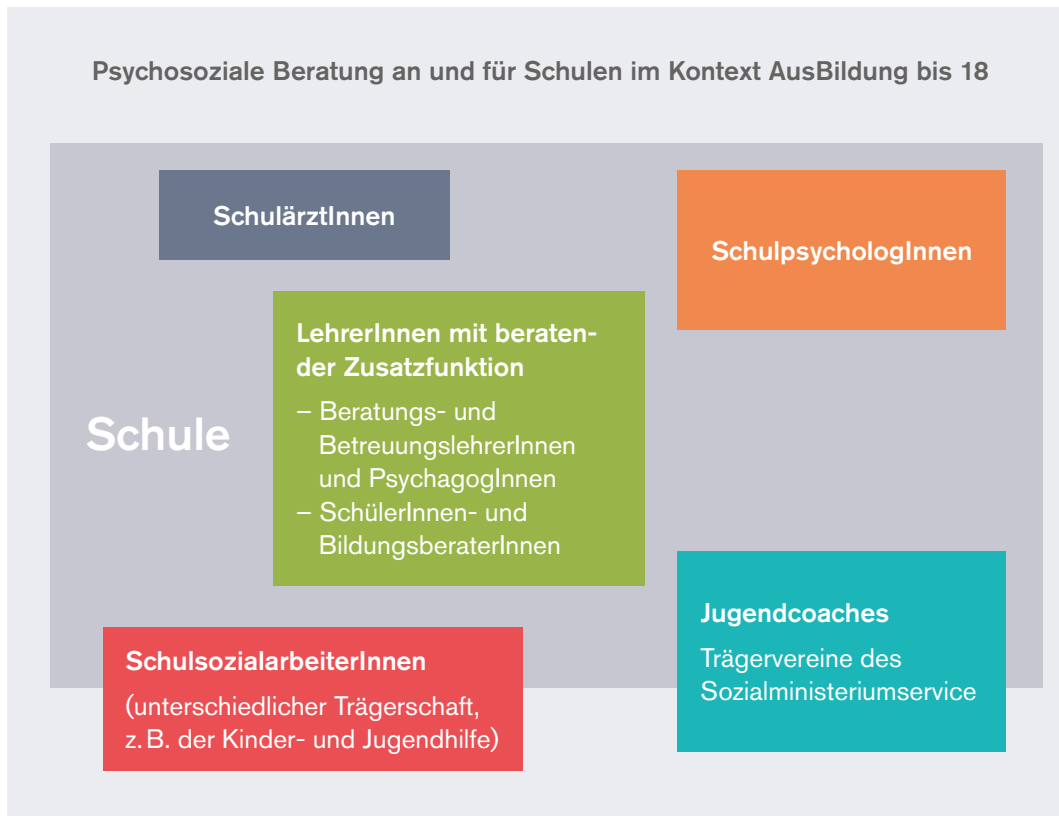 Psychosoziale Beratung an und für Schulen im Kontext AusBildung bis 18
SchulärztInnen
SchulpsychologInnen
LehrerInnen mit beraten-
der Zusatzfunktion
– Beratungs- und
BetreuungslehrerInnen
und PsychagogInnen
– SchülerInnen- und
BildungsberaterInnen
Schule
Jugendcoaches
Trägervereine des
Sozialministeriumservice
SchulsozialarbeiterInnen
(unterschiedlicher Trägerschaft,
z. B. der Kinder- und Jugendhilfe)